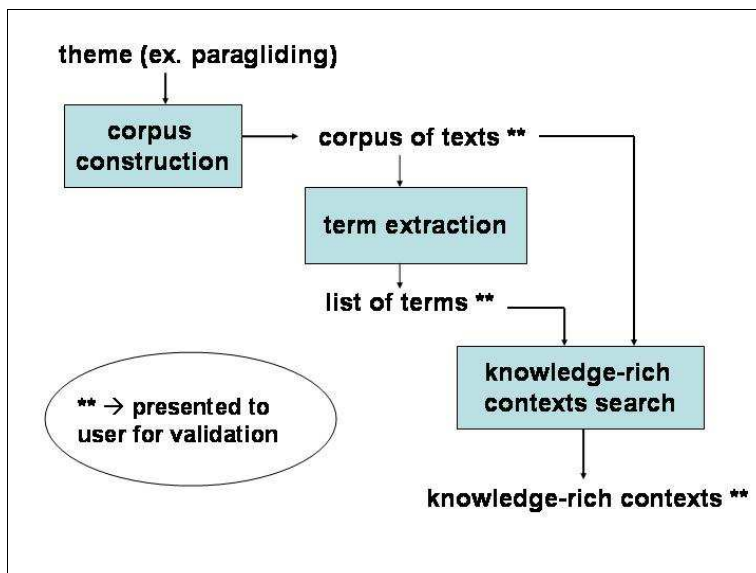 theme (ex. paragliding)
corpus
construction
corpus of texts **
term extraction
list of terms **
knowledge-rich
contexts search
** → presented to
user for validation
knowledge-rich contexts **